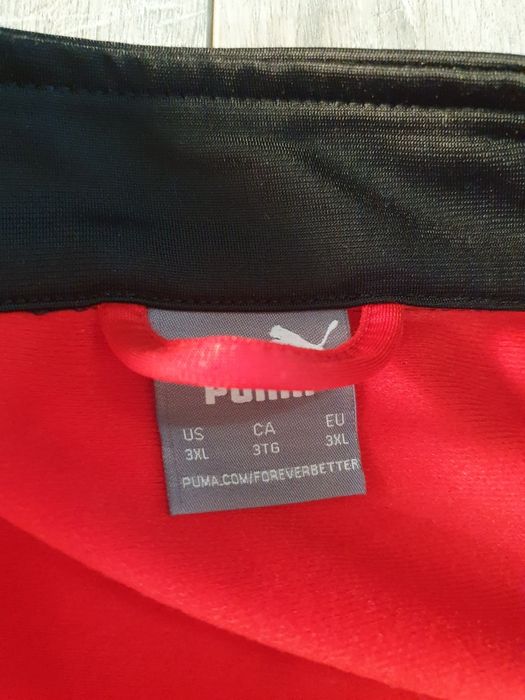 PUMA
US CA EU
3XL 3TG 3XL
PUMA.COM/FOREVERBETTER